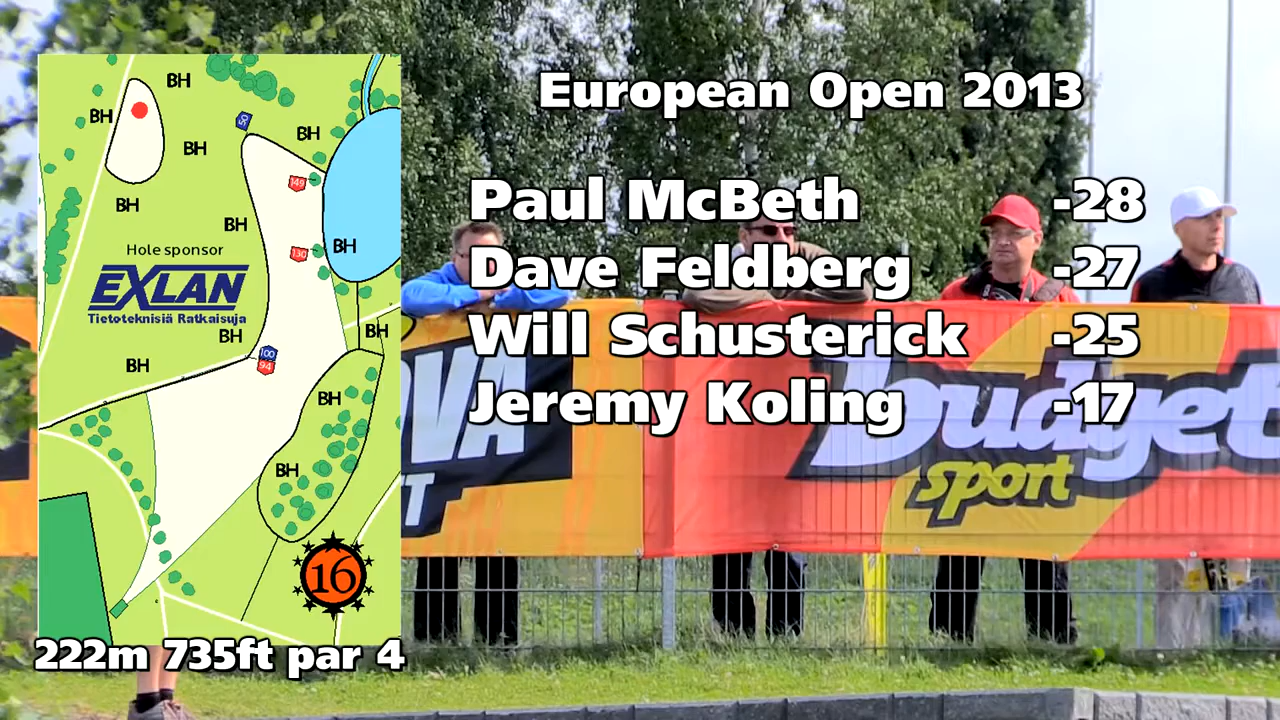 European Open 2013
Paul McBeth -28
Dave Feldberg -27
Will Schusterick -25
Jeremy Koling -17
BH
BH
50
BH
BH
149
BH
BH
BH
130
Hole sponsor
EXLAN
Tietoteknisiä Ratkaisuja
BH
BH
100
94
BH
BH
BH
16
222m 735ft par 4
VA
budget
sport